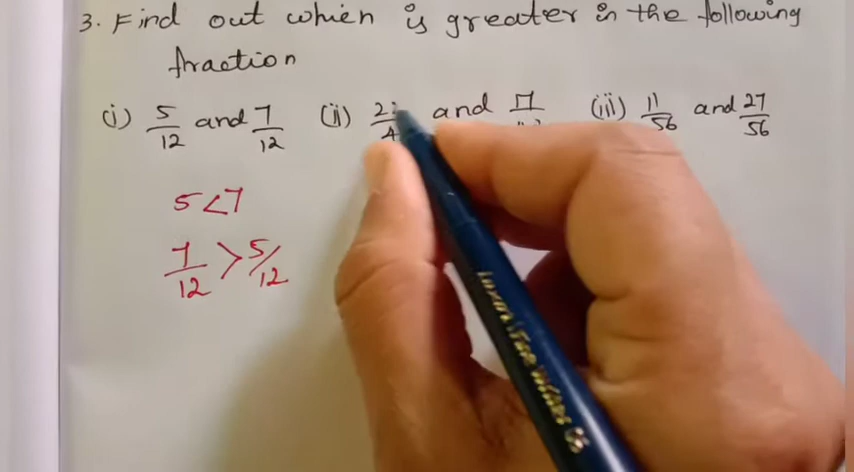 3. Find out which is greater in the following
fraction
(i) 5/12 and 7/12 (ii) and 17 (iii) 11/56 and 27/56
5 < 7
7/12 > 5/12